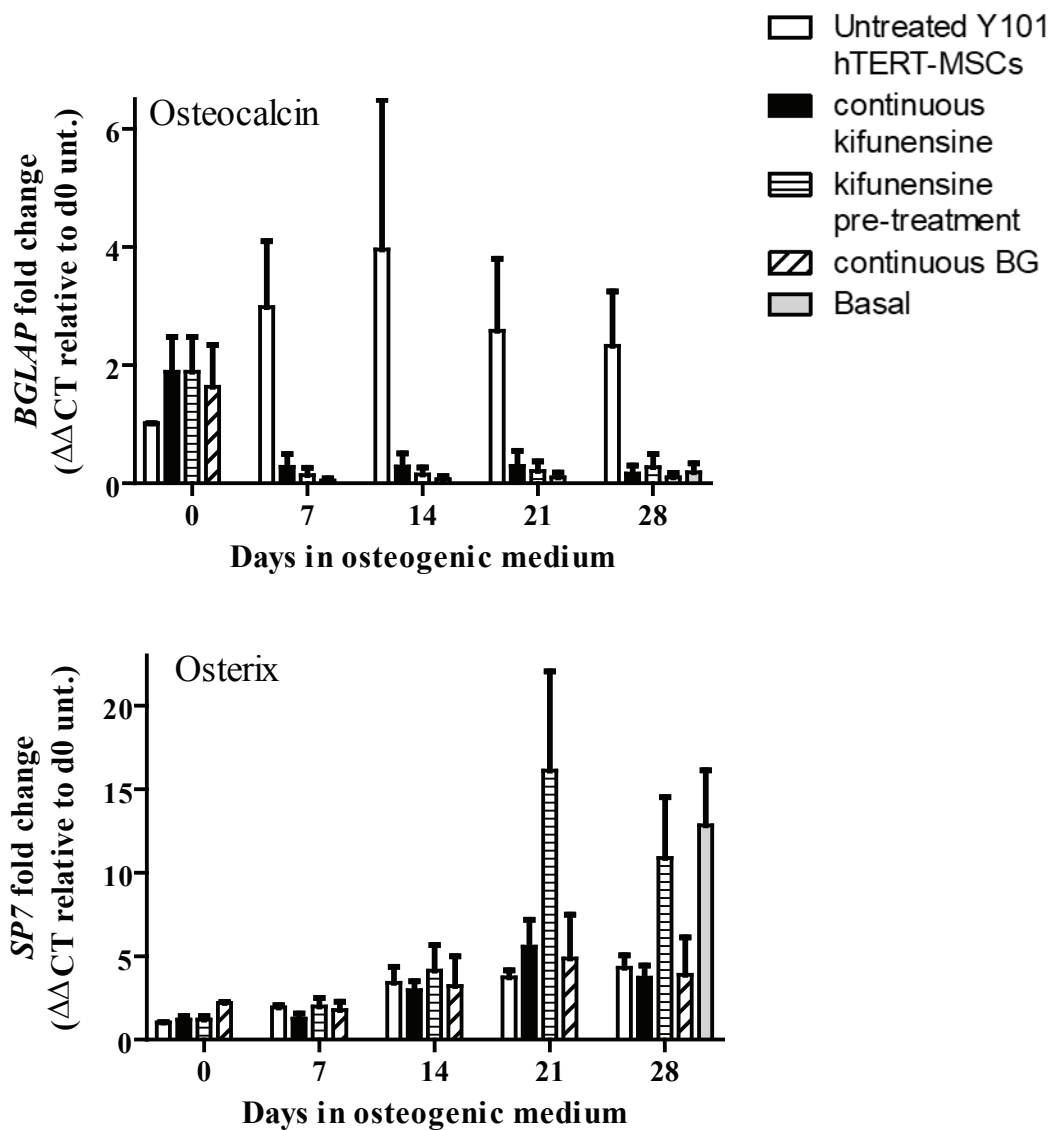 Untreated Y101
hTERT-MSCs
continuous
kifunensine
kifunensine
pre-treatment
continuous BG
Basal
Osteocalcin
BGLAP fold change
(ΔΔCT relative to d0 unt.)
6
4
2
0
0 7 14 21 28
Days in osteogenic medium
Osterix
SP7 fold change
(ΔΔCT relative to d0 unt.)
20
15
10
5
0
0 7 14 21 28
Days in osteogenic medium